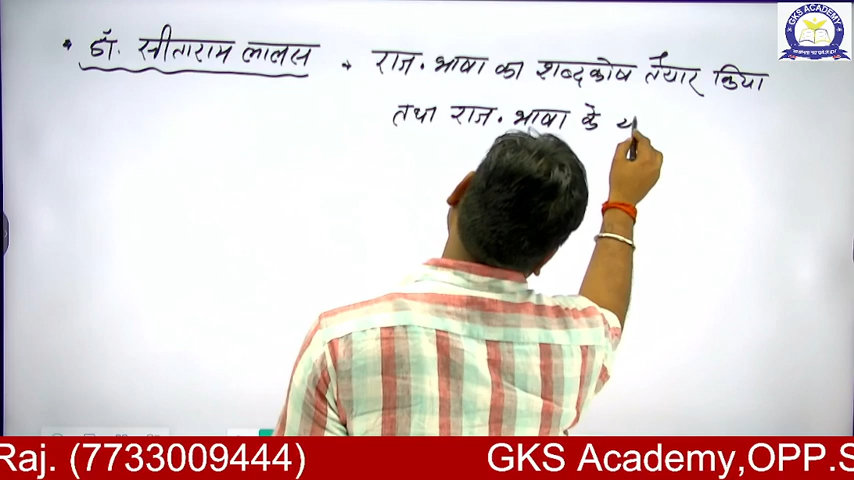 • डॉ. सीताराम लालस
• राज. भाषा का शब्दकोष तैयार किया
तथा राज. भाषा के
GKS ACADEMY
Raj. (7733009444) GKS Academy,OPP.S